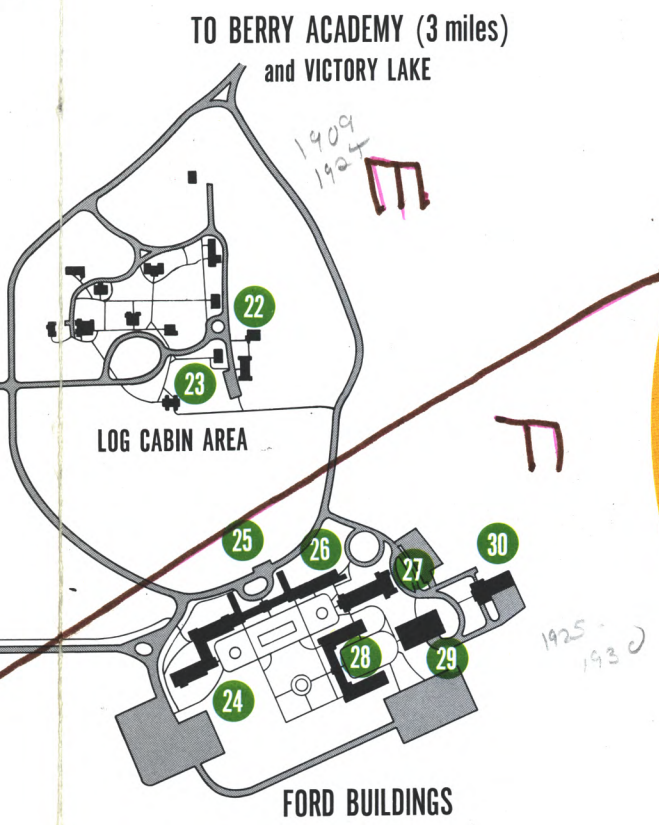 TO BERRY ACADEMY (3 miles)
and VICTORY LAKE
1909
1924
E
22
23
LOG CABIN AREA
F
25
26
27
30
28
29
24
1925-
1930
FORD BUILDINGS